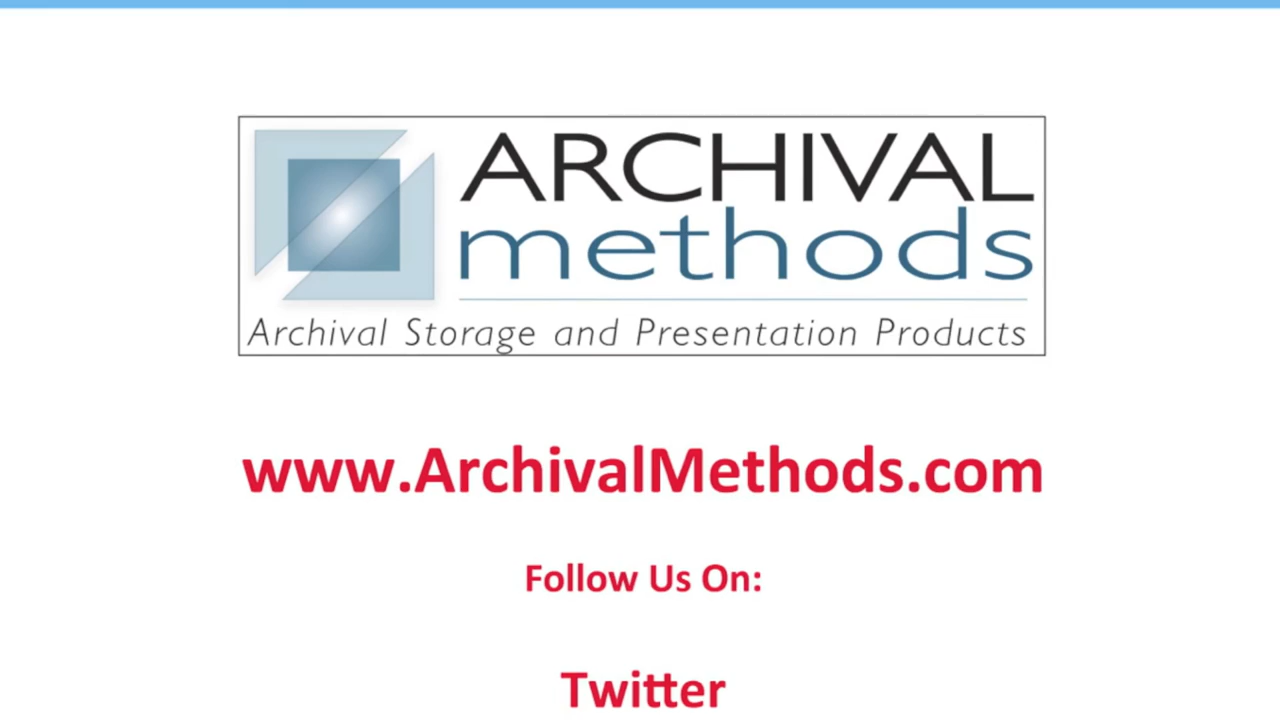 ARCHIVAL
methods
Archival Storage and Presentation Products
www.ArchivalMethods.com
Follow Us On:
Twitter